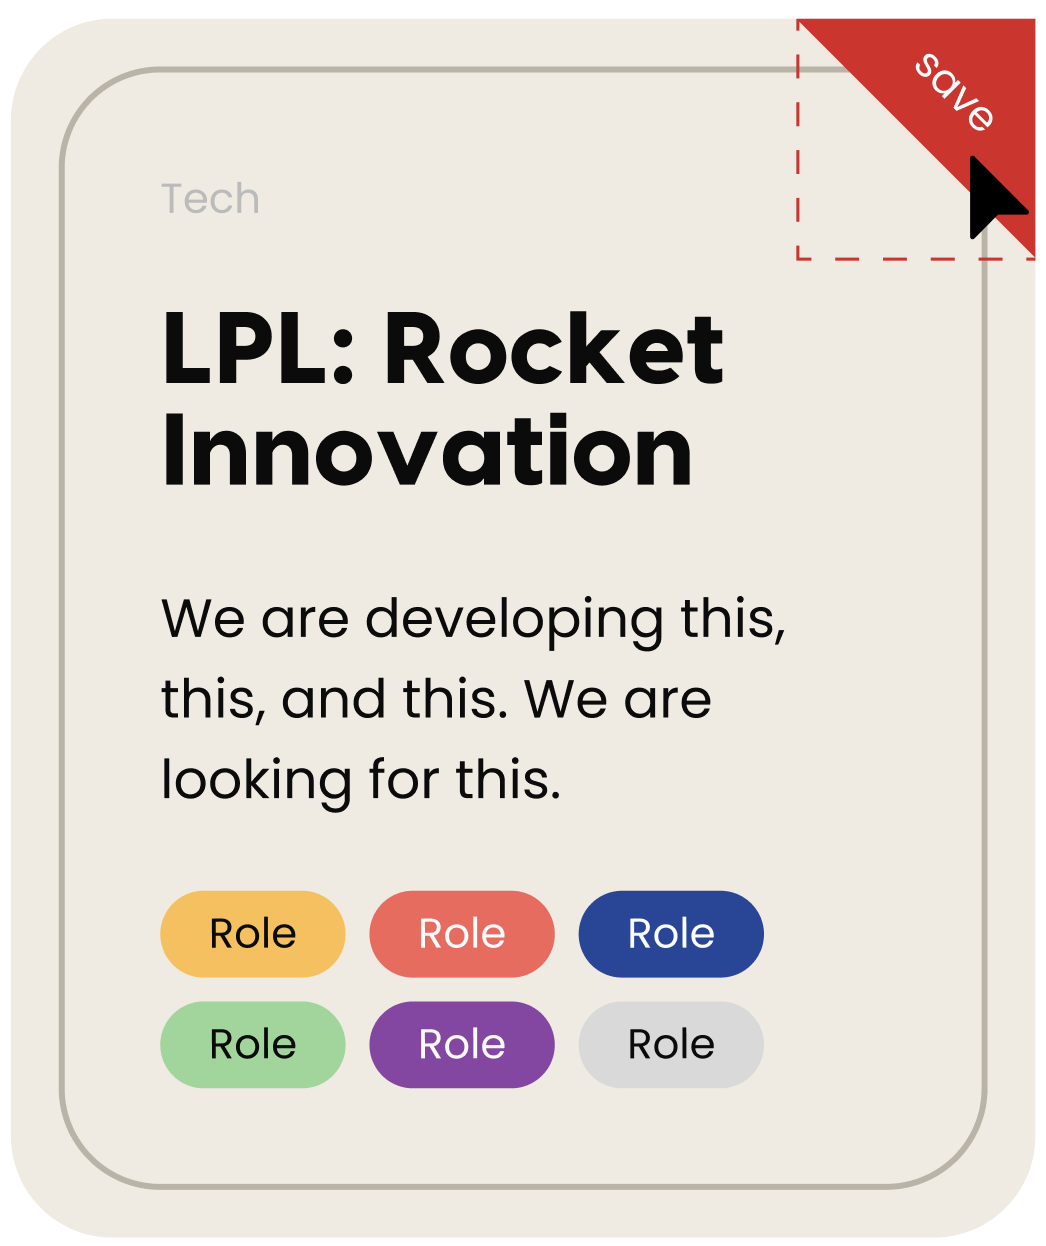 save
Tech
LPL: Rocket
Innovation
We are developing this,
this, and this. We are
looking for this.
Role Role Role
Role Role Role